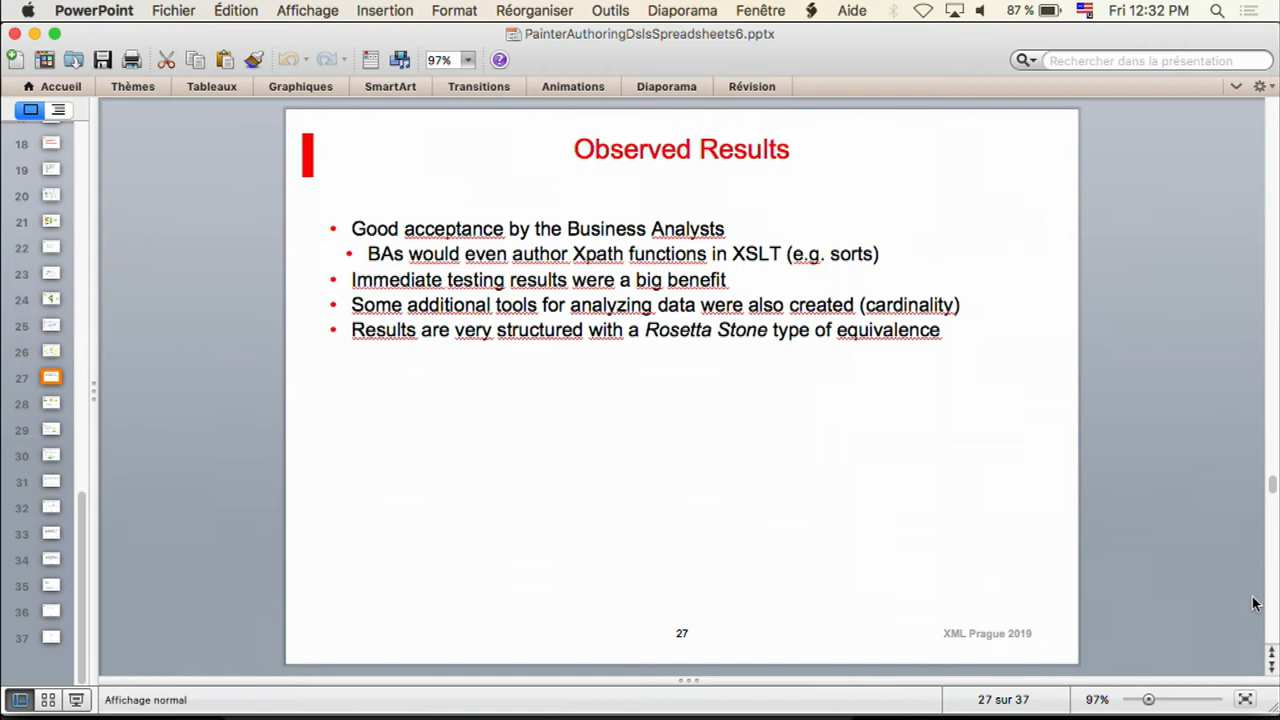 PowerPoint Fichier Édition Affichage Insertion Format Réorganiser Outils Diaporama Fenêtre Aide 87 % Fri 12:32 PM
PainterAuthoringDslsSpreadsheets6.pptx
97%
Rechercher dans la présentation
Accueil Thèmes Tableaux Graphiques SmartArt Transitions Animations Diaporama Révision
18
19
20
21
22
23
24
25
26
27
28
29
30
31
32
33
34
35
36
37
Observed Results
• Good acceptance by the Business Analysts
• BAs would even author Xpath functions in XSLT (e.g. sorts)
• Immediate testing results were a big benefit
• Some additional tools for analyzing data were also created (cardinality)
• Results are very structured with a Rosetta Stone type of equivalence
27
XML Prague 2019
Affichage normal 27 sur 37 97%